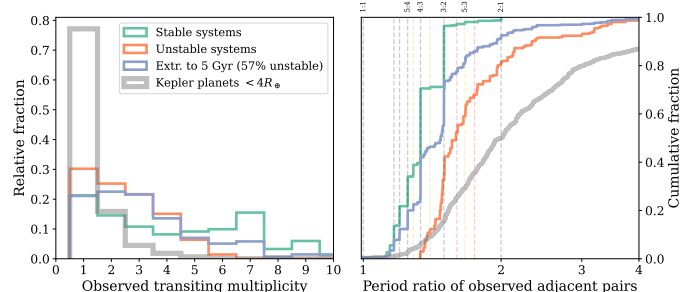 1:1
5:4
4:3
3:2
5:3
2:1
0.8
0.7
0.6
0.5
0.4
0.3
0.2
0.1
0.0
Relative fraction
Stable systems
Unstable systems
Extr. to 5 Gyr (57% unstable)
Kepler planets < 4R⊕
0 1 2 3 4 5 6 7 8 9 10
Observed transiting multiplicity
1.0
0.8
0.6
0.4
0.2
0.0
Cumulative fraction
1 2 3 4
Period ratio of observed adjacent pairs